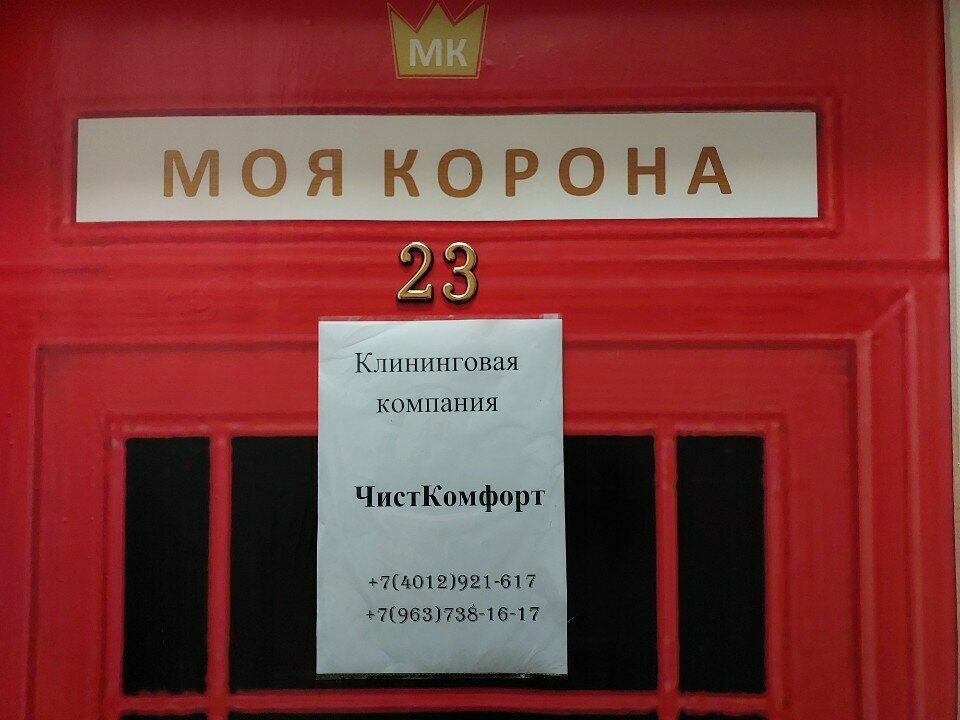 МК
МОЯ КОРОНА
23
Клининговая
компания
ЧистКомфорт
+7(4012)921-617
+7(963)738-16-17